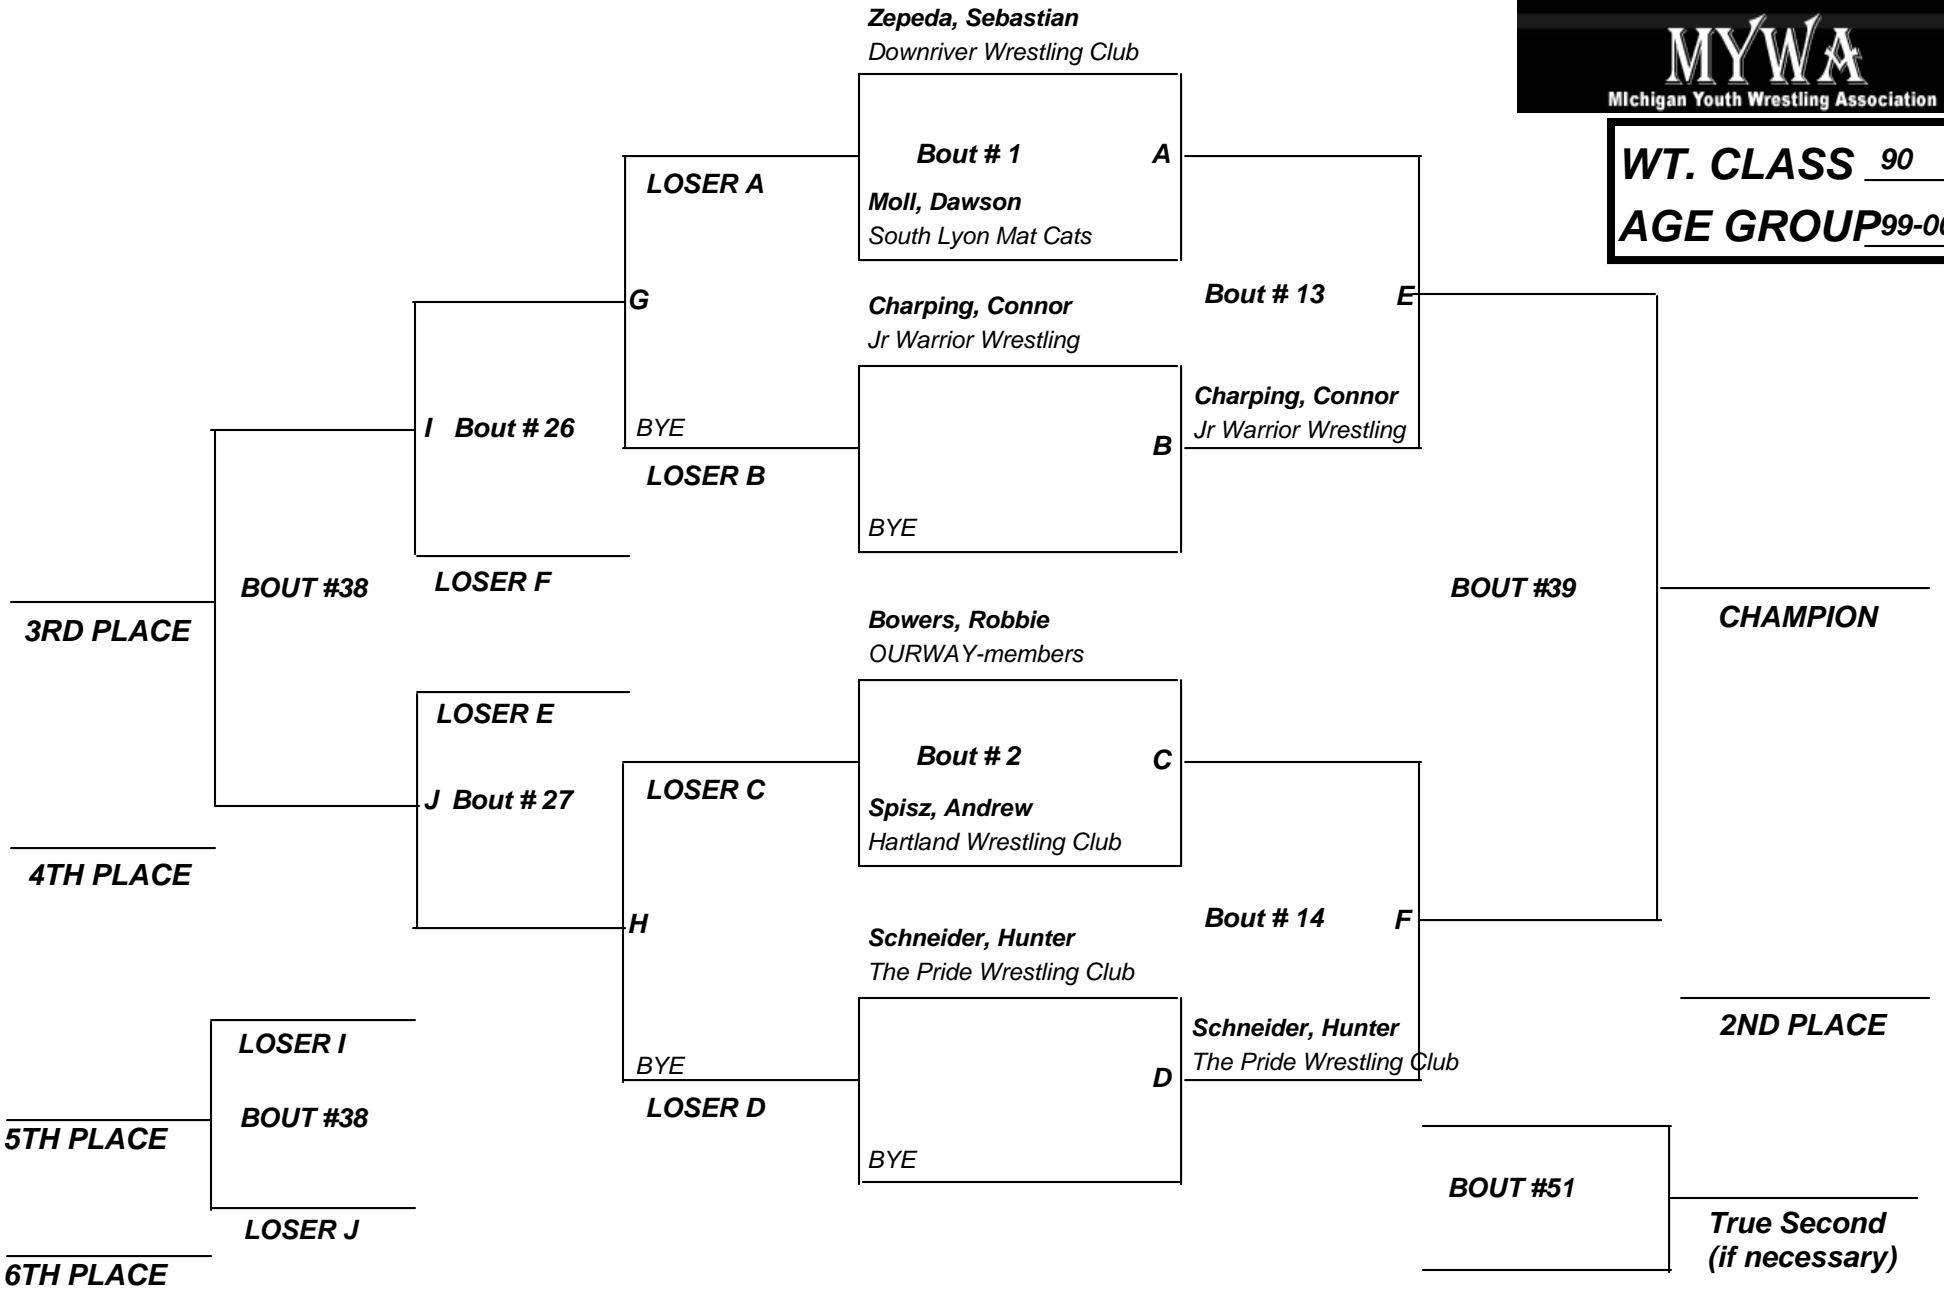 MYWA
MIchigan Youth Wrestling Association
WT. CLASS 90
AGE GROUP 99-00
Zepeda, Sebastian
Downriver Wrestling Club
Bout # 1
A
Moll, Dawson
South Lyon Mat Cats
LOSER A
G
Charping, Connor
Jr Warrior Wrestling
Bout # 13
E
Charping, Connor
Jr Warrior Wrestling
I Bout # 26
BYE
B
LOSER B
BYE
BOUT #38
LOSER F
3RD PLACE
BOUT #39
CHAMPION
Bowers, Robbie
OURWAY-members
LOSER E
Bout # 2
C
J Bout # 27
LOSER C
Spisz, Andrew
Hartland Wrestling Club
4TH PLACE
H
Bout # 14
F
Schneider, Hunter
The Pride Wrestling Club
LOSER I
Schneider, Hunter
The Pride Wrestling Club
2ND PLACE
BYE
D
LOSER D
BOUT #38
5TH PLACE
BYE
BOUT #51
LOSER J
True Second
(if necessary)
6TH PLACE